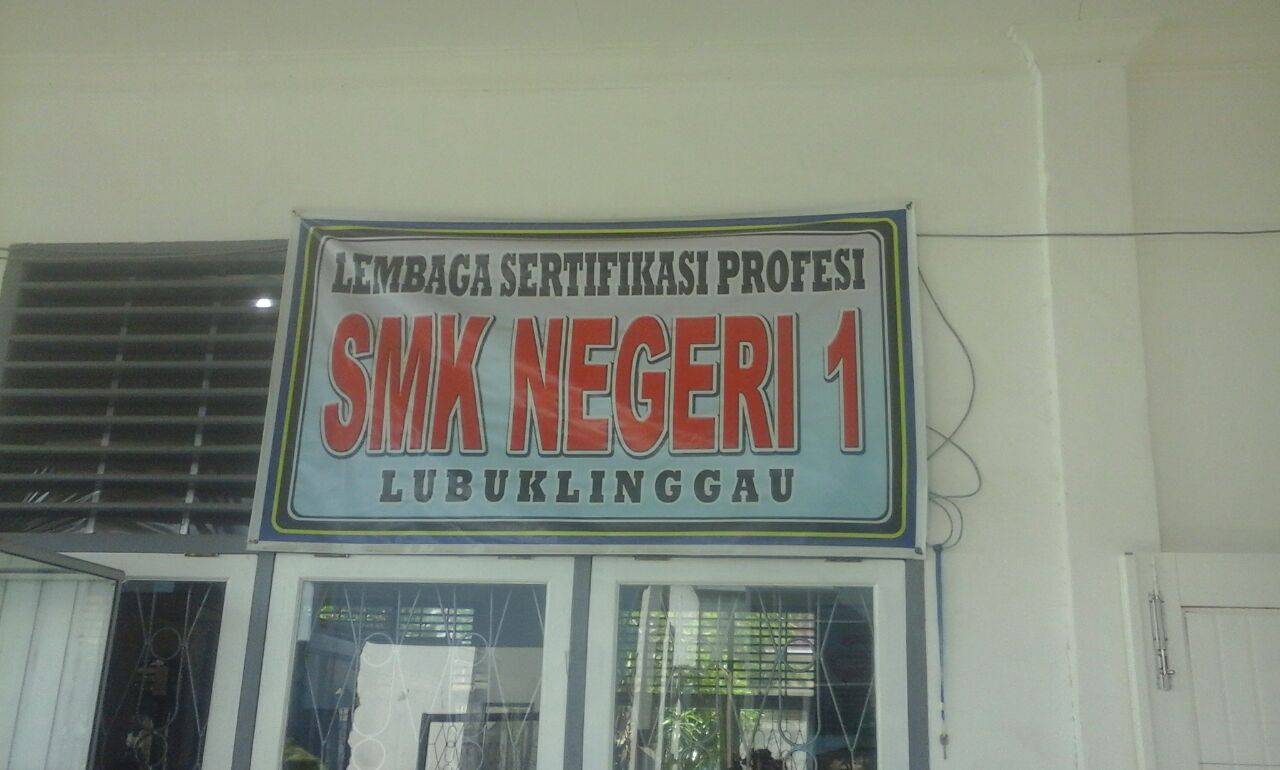 LEMBAGA SERTIFIKASI PROFESI
SMK NEGERI 1
LUBUKLINGGAU